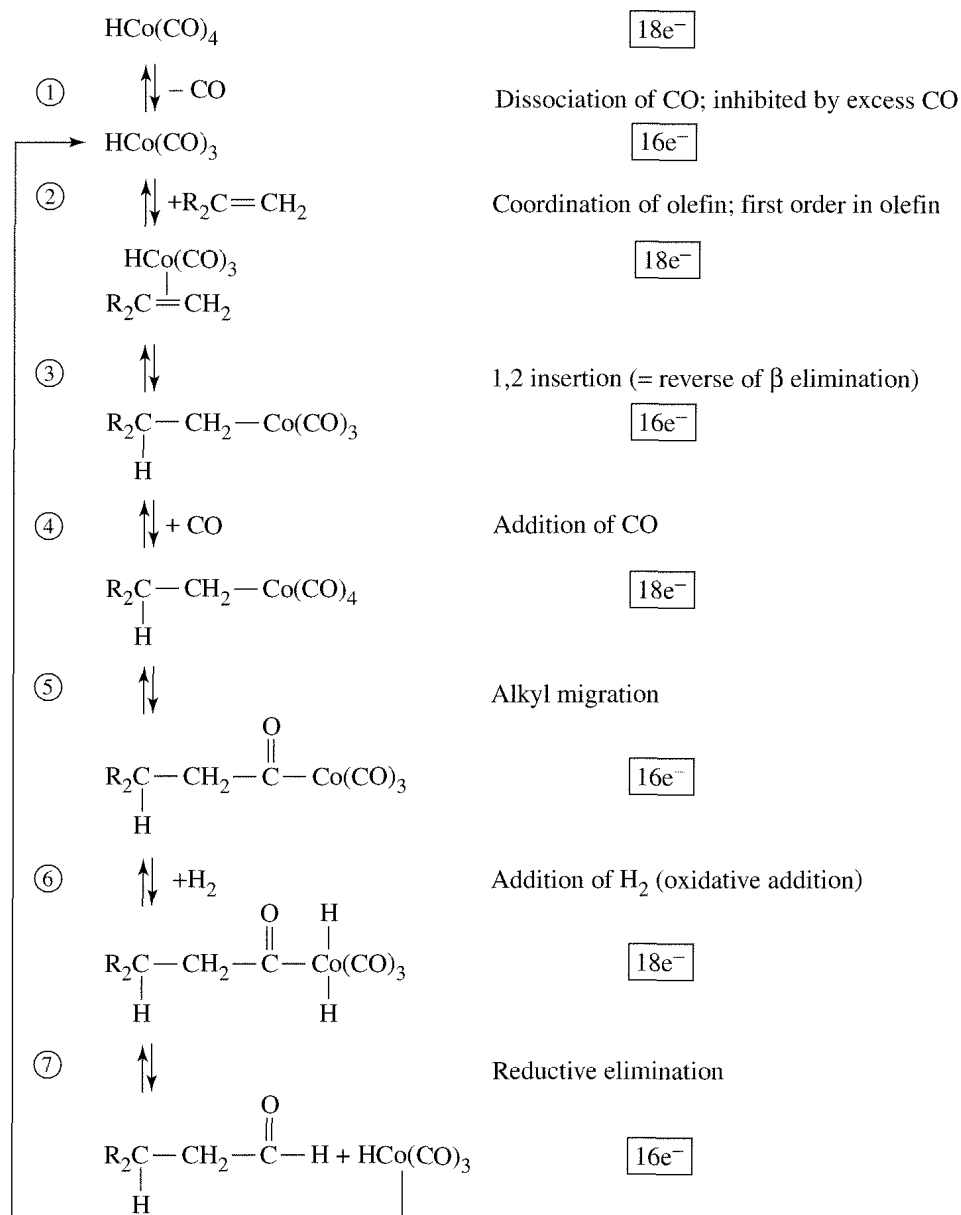 HCo(CO)₄ 18e⁻
① − CO Dissociation of CO; inhibited by excess CO
HCo(CO)₃ 16e⁻
② +R₂C=CH₂ Coordination of olefin; first order in olefin
HCo(CO)₃ 18e⁻
R₂C=CH₂
③ 1,2 insertion (= reverse of β elimination)
R₂C—CH₂—Co(CO)₃ 16e⁻
H
④ + CO Addition of CO
R₂C—CH₂—Co(CO)₄ 18e⁻
H
⑤ Alkyl migration
O
R₂C—CH₂—C—Co(CO)₃ 16e⁻
H
⑥ +H₂ Addition of H₂ (oxidative addition)
O H
R₂C—CH₂—C—Co(CO)₃ 18e⁻
H H
⑦ Reductive elimination
O
R₂C—CH₂—C—H + HCo(CO)₃ 16e⁻
H